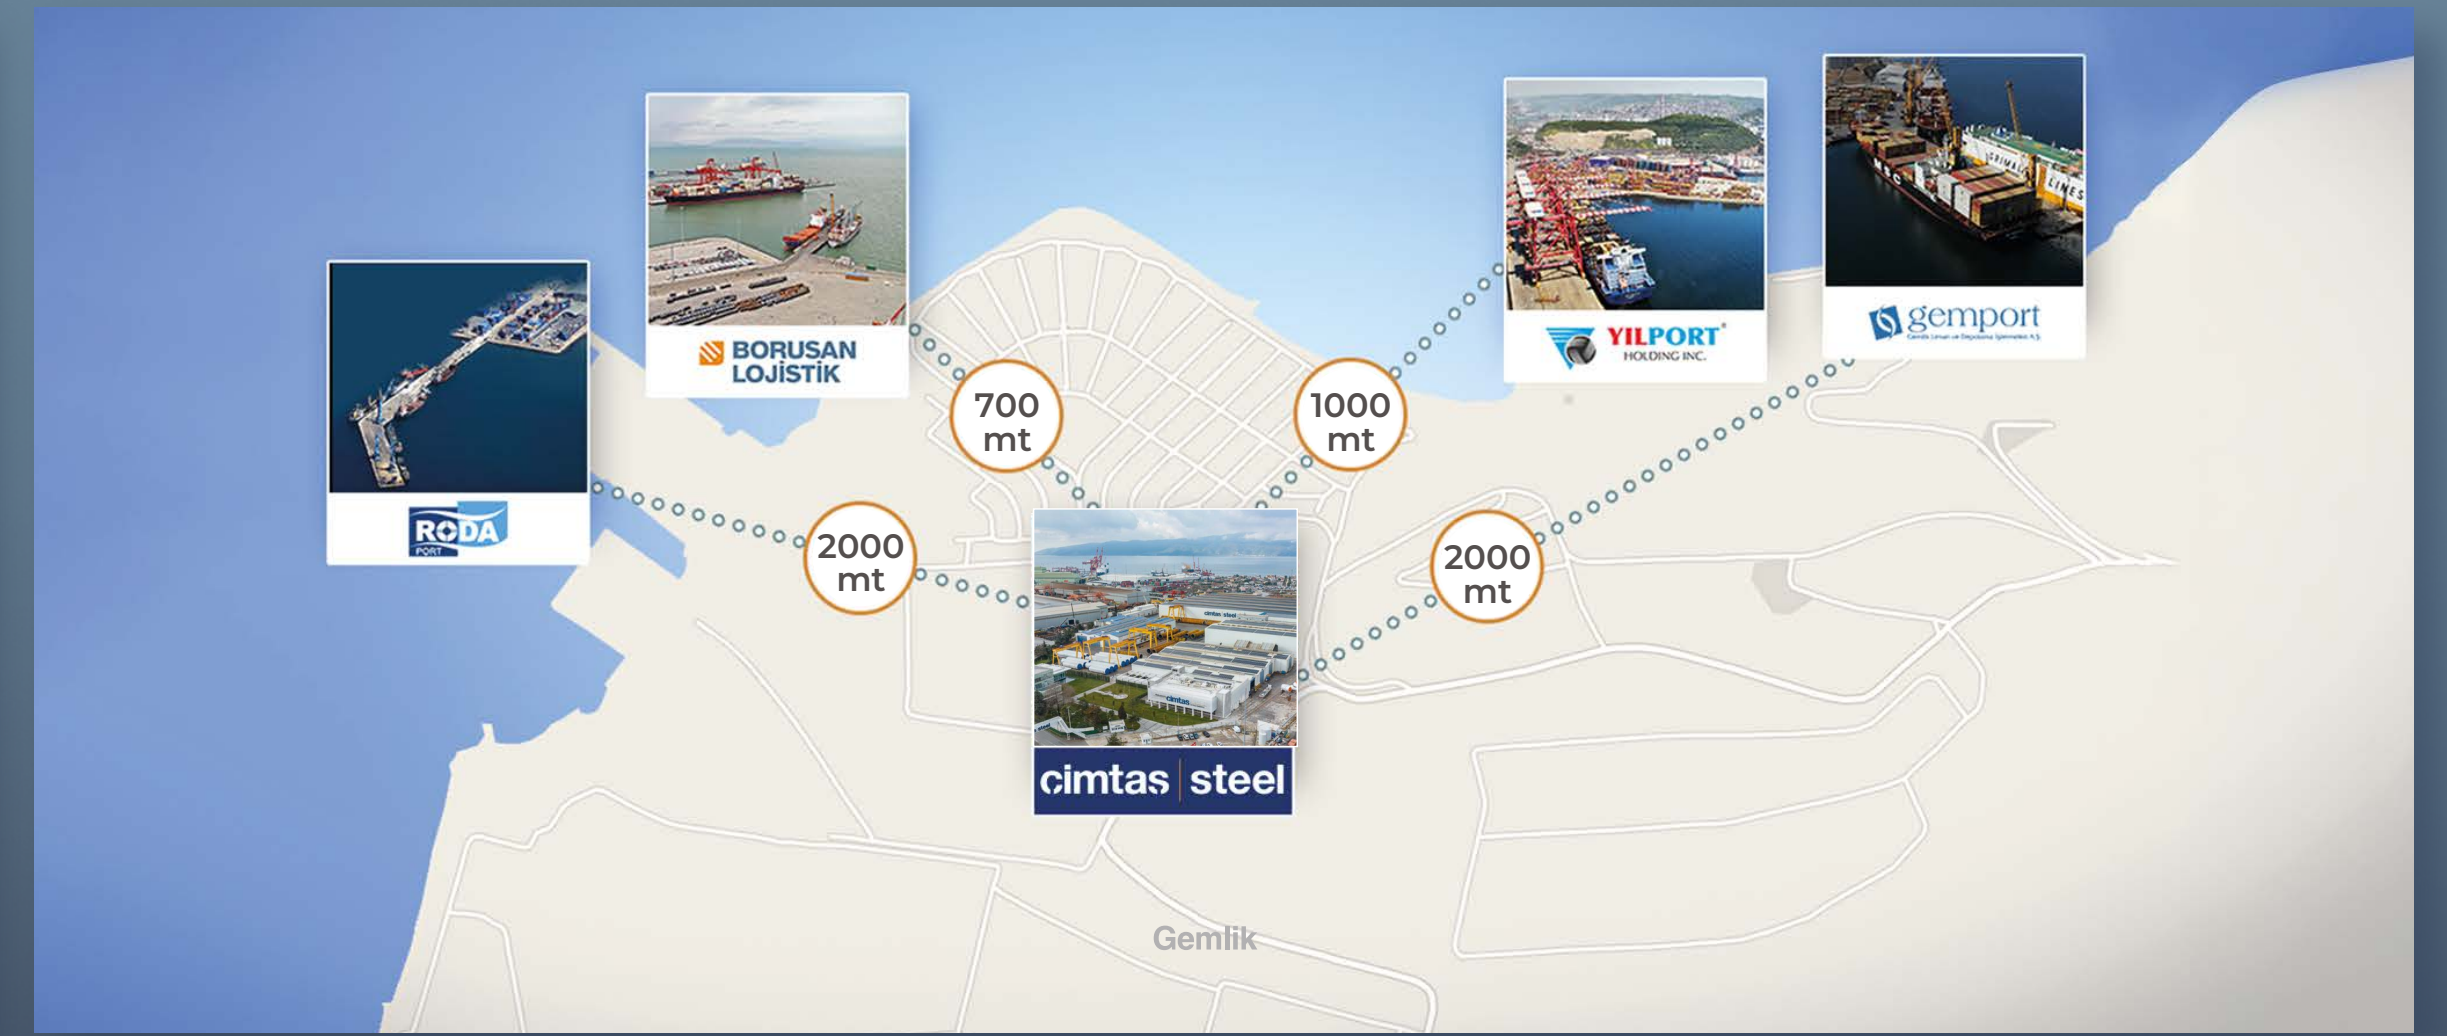 BORUSAN
LOJİSTİK
YILPORT
HOLDING INC.
gemport
RODA
PORT
700
mt
1000
mt
2000
mt
2000
mt
cimtas steel
Gemlik